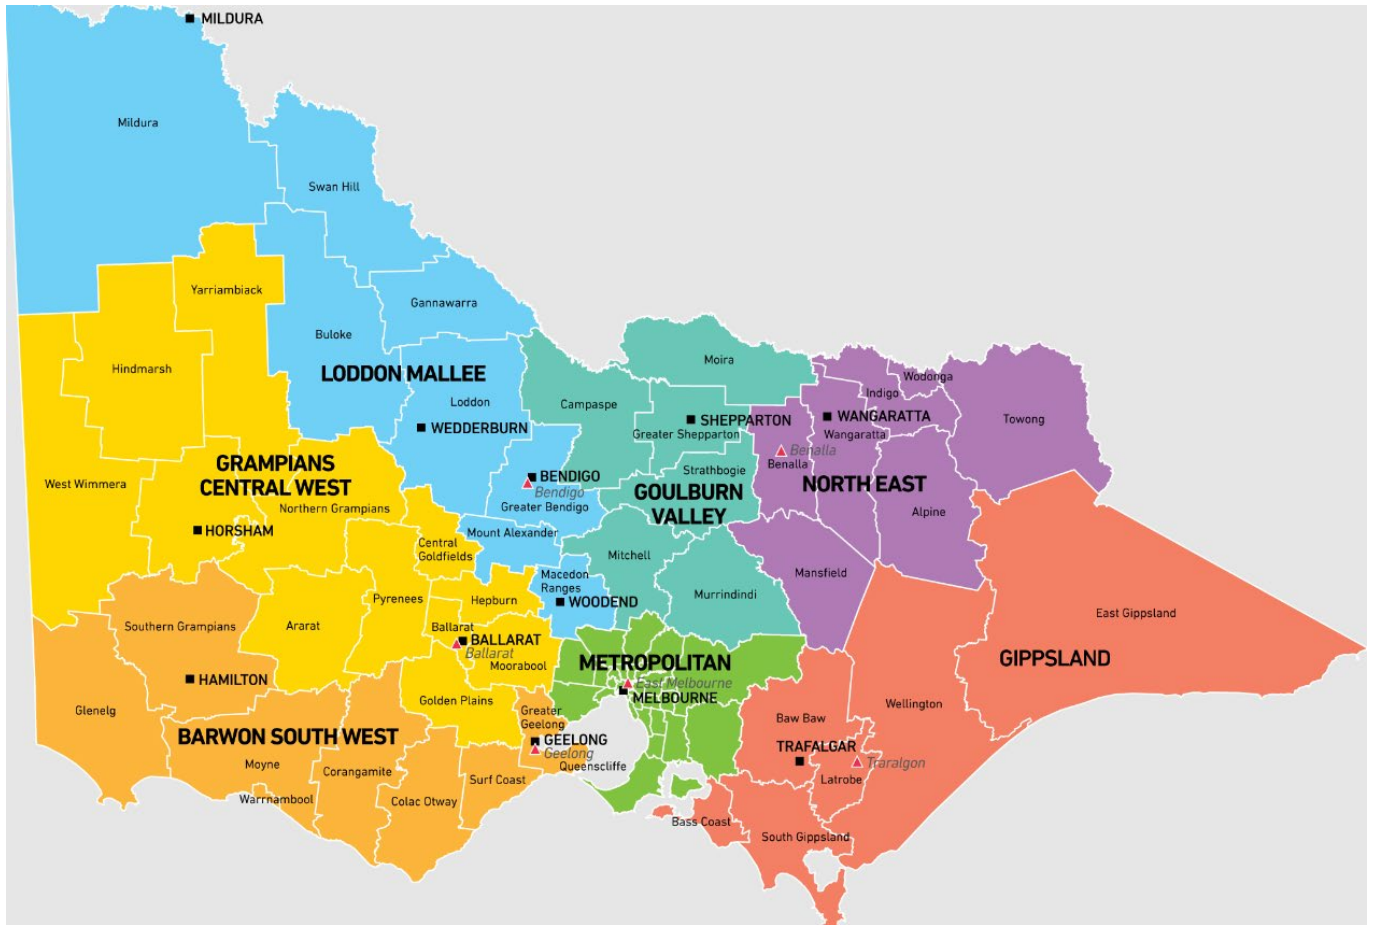 MILDURA
Mildura
Swan Hill
Yarriambiack
Gannawarra
Buloke
Hindmarsh
LODDON MALLEE
Loddon
WEDDERBURN
Campaspe
Moira
SHEPPARTON
Greater Shepparton
Wodonga
Indigo
WANGARATTA
Wangaratta
Towong
Benalla
Benalla
Strathbogie
GRAMPIANS
CENTRAL WEST
West Wimmera
Northern Grampians
HORSHAM
BENDIGO
Bendigo
Greater Bendigo
GOULBURN
VALLEY
NORTH EAST
Alpine
Mount Alexander
Central
Goldfields
Mitchell
Macedon
Ranges
WOODEND
Murrindindi
Mansfield
Pyrenees
Hepburn
East Gippsland
Southern Grampians
Ararat
Ballarat
BALLARAT
Ballarat
Moorabool
METROPOLITAN
East Melbourne
MELBOURNE
GIPPSLAND
HAMILTON
Glenelg
Golden Plains
Greater
Geelong
Wellington
Baw Baw
BARWON SOUTH WEST
GEELONG
Geelong
Queenscliffe
TRAFALGAR
Traralgon
Latrobe
Moyne
Corangamite
Surf Coast
Warrnambool
Colac Otway
Bass Coast
South Gippsland